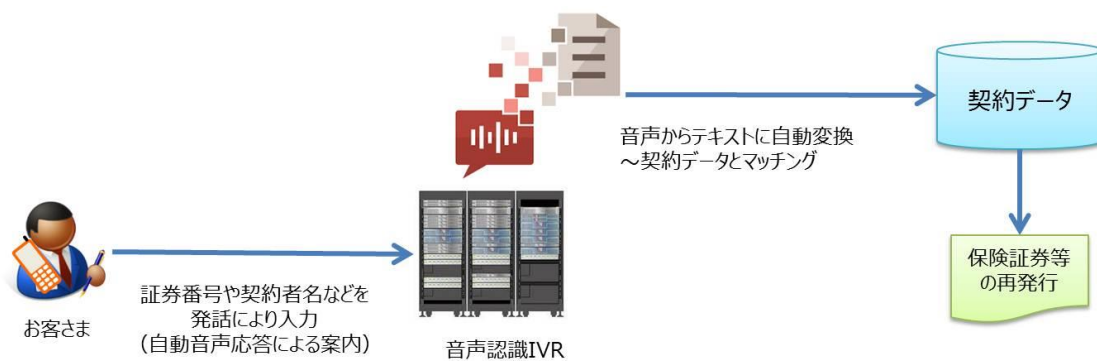 お客さま
証券番号や契約者名などを
発話により入力
（自動音声応答による案内）
音声認識IVR
音声からテキストに自動変換
～契約データとマッチング
契約データ
保険証券等
の再発行